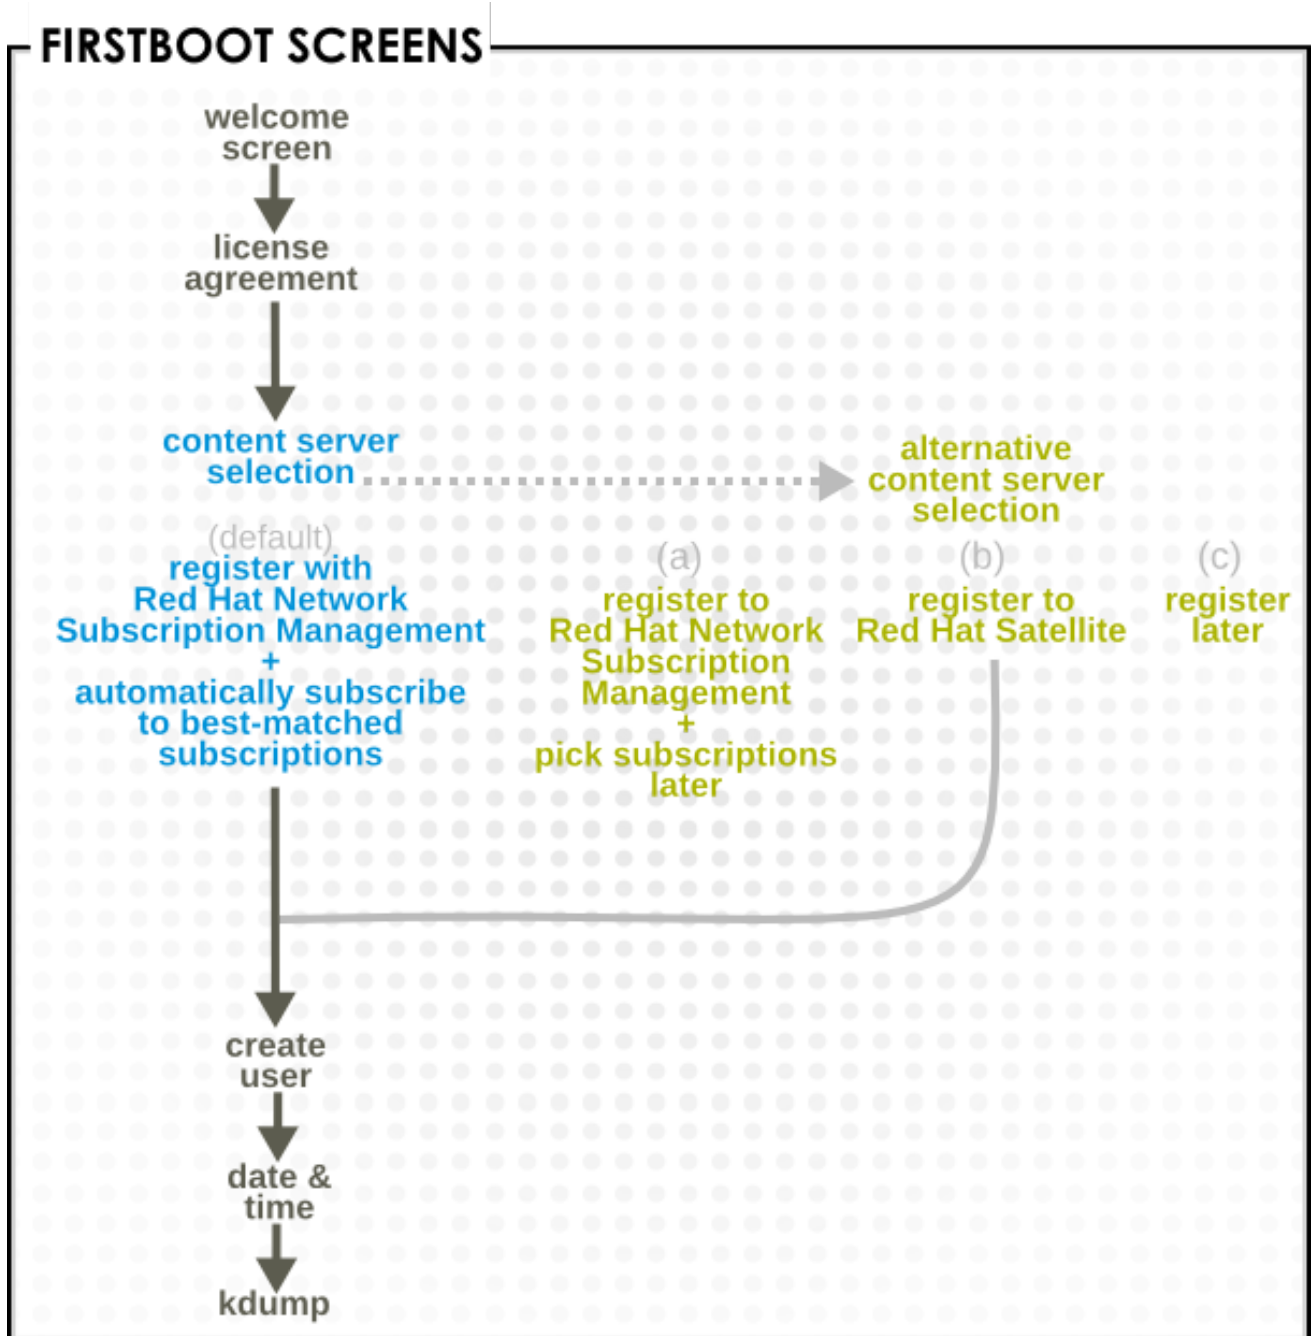 FIRSTBOOT SCREENS
welcome
screen
license
agreement
content server
selection
alternative
content server
selection
(default)
register with
Red Hat Network
Subscription Management
+
automatically subscribe
to best-matched
subscriptions
(a)
register to
Red Hat Network
Subscription
Management
+
pick subscriptions
later
(b)
register to
Red Hat Satellite
(c)
register
later
create
user
date &
time
kdump